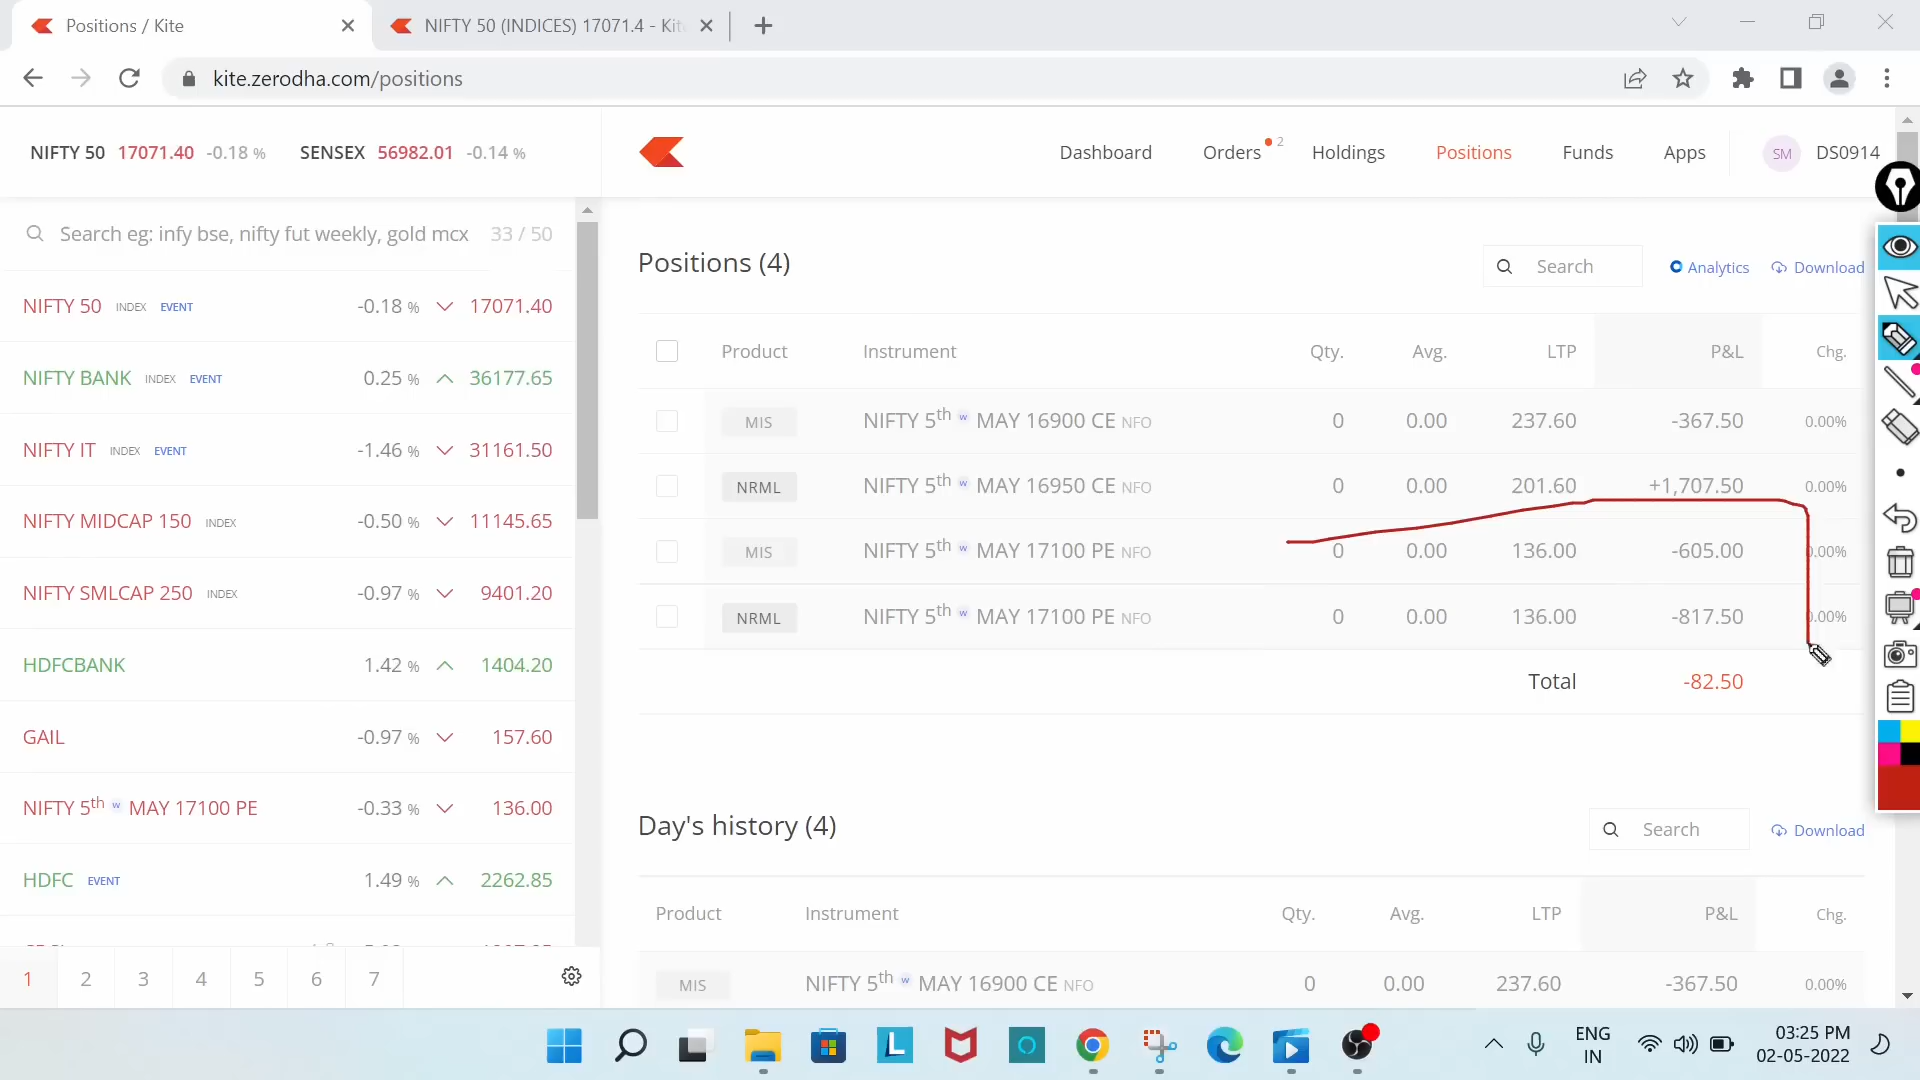 Positions / Kite
NIFTY 50 (INDICES) 17071.4 - Kit
kite.zerodha.com/positions
NIFTY 50 17071.40 -0.18 % SENSEX 56982.01 -0.14 %
Dashboard Orders 2 Holdings Positions Funds Apps SM DS0914
Search eg: infy bse, nifty fut weekly, gold mcx 33 / 50
NIFTY 50 INDEX EVENT -0.18 % 17071.40
NIFTY BANK INDEX EVENT 0.25 % 36177.65
NIFTY IT INDEX EVENT -1.46 % 31161.50
NIFTY MIDCAP 150 INDEX -0.50 % 11145.65
NIFTY SMLCAP 250 INDEX -0.97 % 9401.20
HDFCBANK 1.42 % 1404.20
GAIL -0.97 % 157.60
NIFTY 5th w MAY 17100 PE -0.33 % 136.00
HDFC EVENT 1.49 % 2262.85
1 2 3 4 5 6 7
Positions (4) Search Analytics Download
Product Instrument Qty. Avg. LTP P&L Chg.
MIS NIFTY 5th w MAY 16900 CE NFO 0 0.00 237.60 -367.50 0.00%
NRML NIFTY 5th w MAY 16950 CE NFO 0 0.00 201.60 +1,707.50 0.00%
MIS NIFTY 5th w MAY 17100 PE NFO 0 0.00 136.00 -605.00 0.00%
NRML NIFTY 5th w MAY 17100 PE NFO 0 0.00 136.00 -817.50 0.00%
Total -82.50
Day's history (4) Search Download
Product Instrument Qty. Avg. LTP P&L Chg.
MIS NIFTY 5th w MAY 16900 CE NFO 0 0.00 237.60 -367.50 0.00%
ENG
IN
03:25 PM
02-05-2022